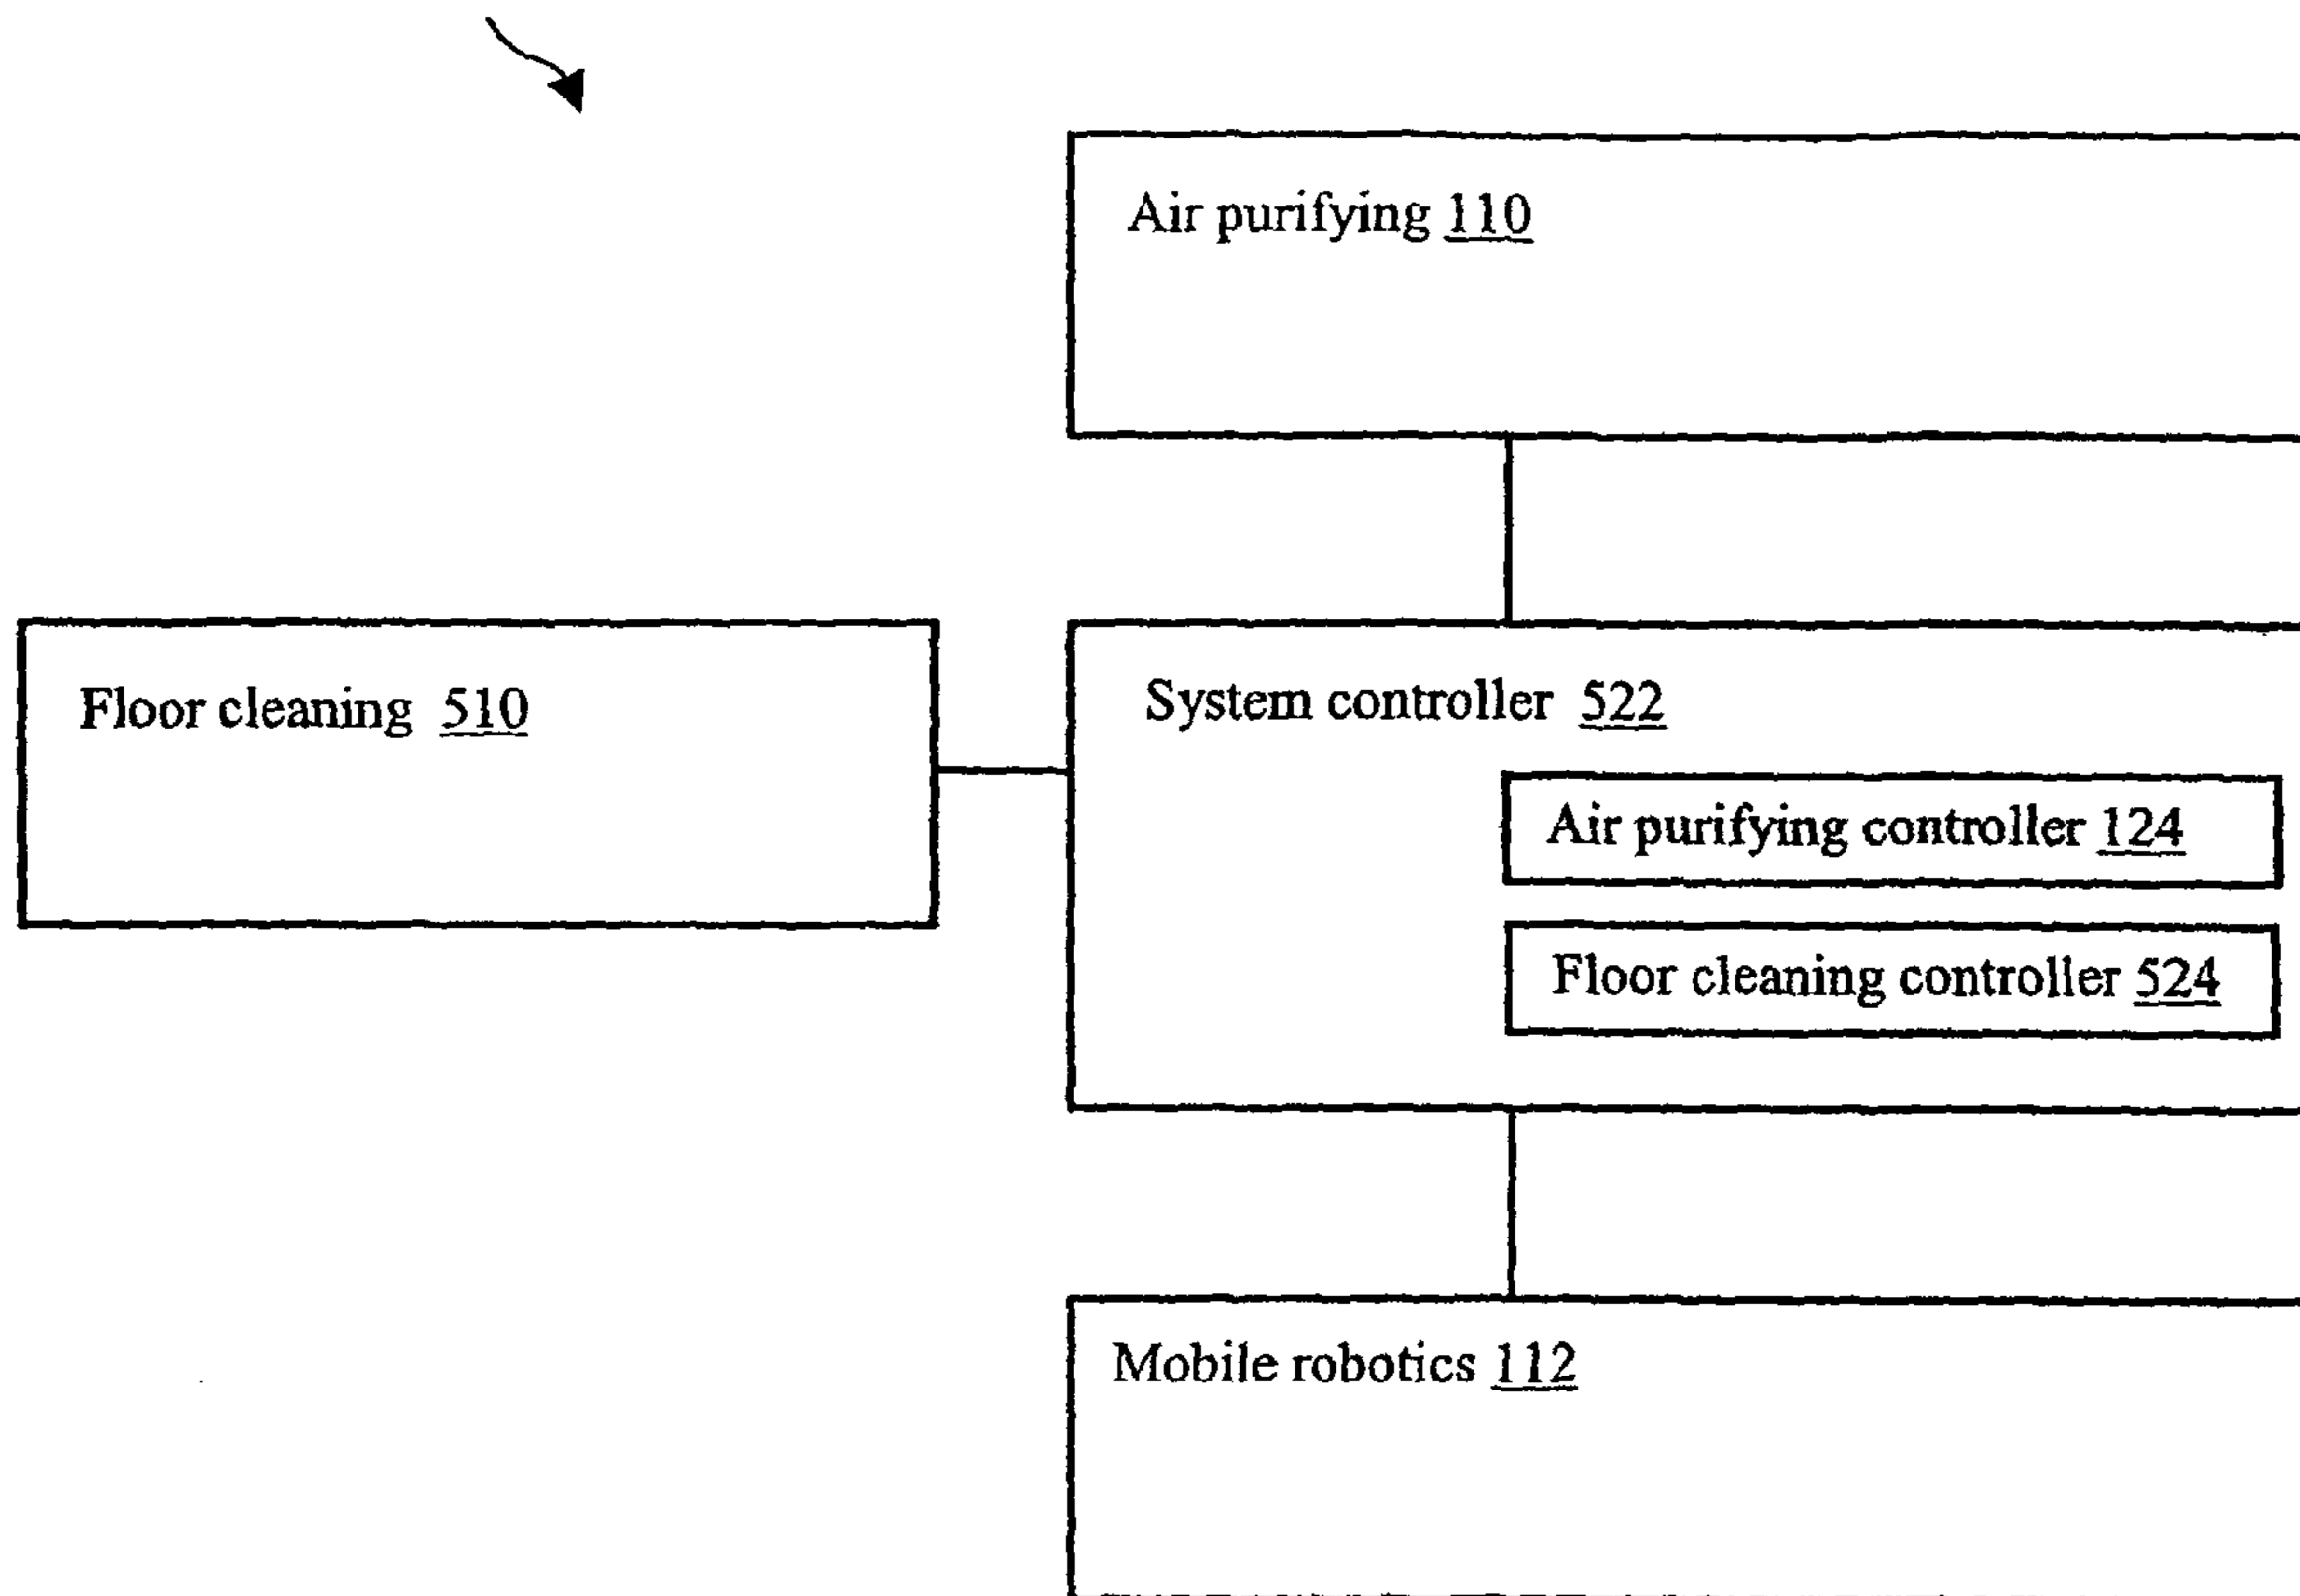 Air purifying 110
Floor cleaning 510
System controller 522
Air purifying controller 124
Floor cleaning controller 524
Mobile robotics 112